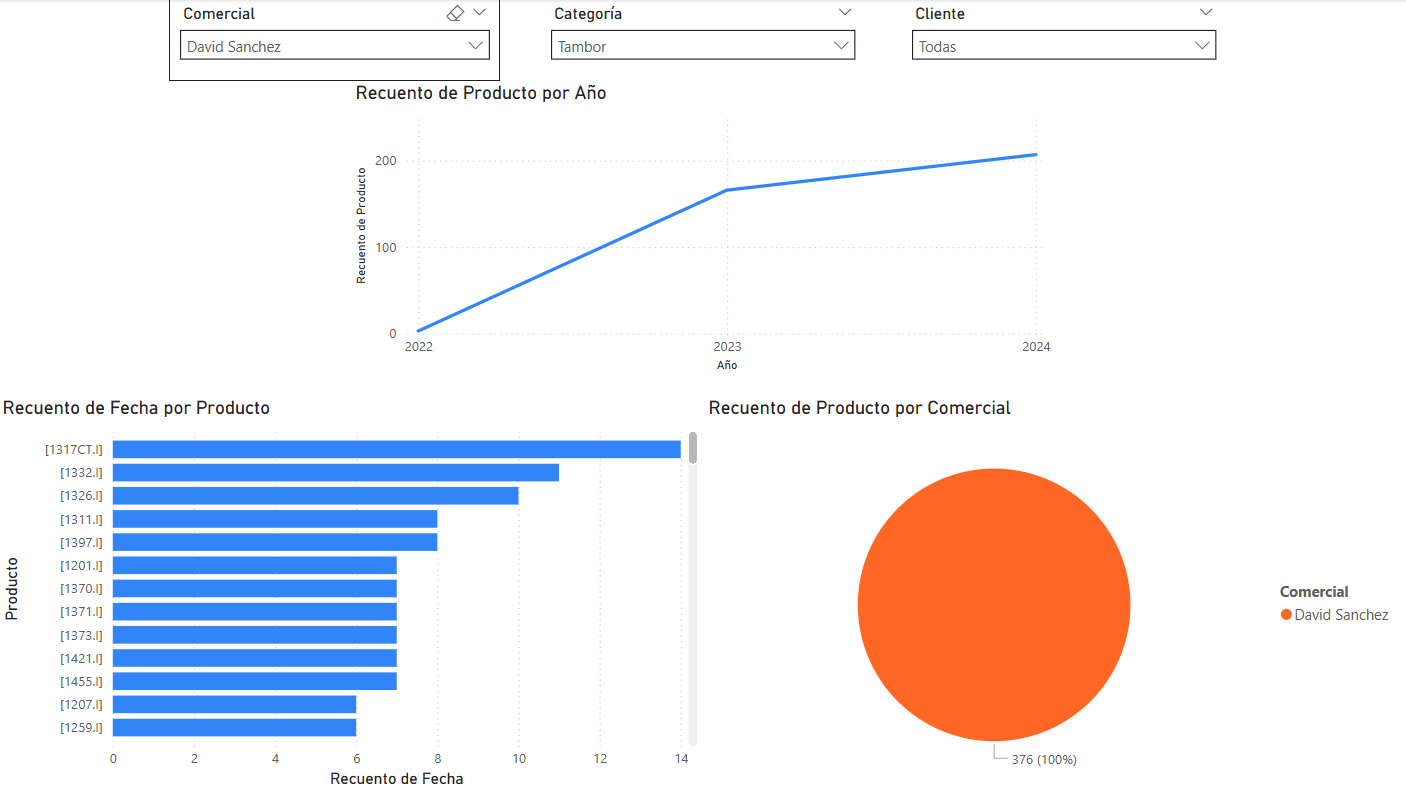 Comercial
David Sanchez
Categoría
Tambor
Cliente
Todas
Recuento de Producto por Año
Recuento de Producto
200
100
0
2022
2023
2024
Año
Recuento de Fecha por Producto
Producto
[1317CT.I]
[1332.I]
[1326.I]
[1311.I]
[1397.I]
[1201.I]
[1370.I]
[1371.I]
[1373.I]
[1421.I]
[1455.I]
[1207.I]
[1259.I]
0
2
4
6
8
10
12
14
Recuento de Fecha
Recuento de Producto por Comercial
376 (100%)
Comercial
David Sanchez